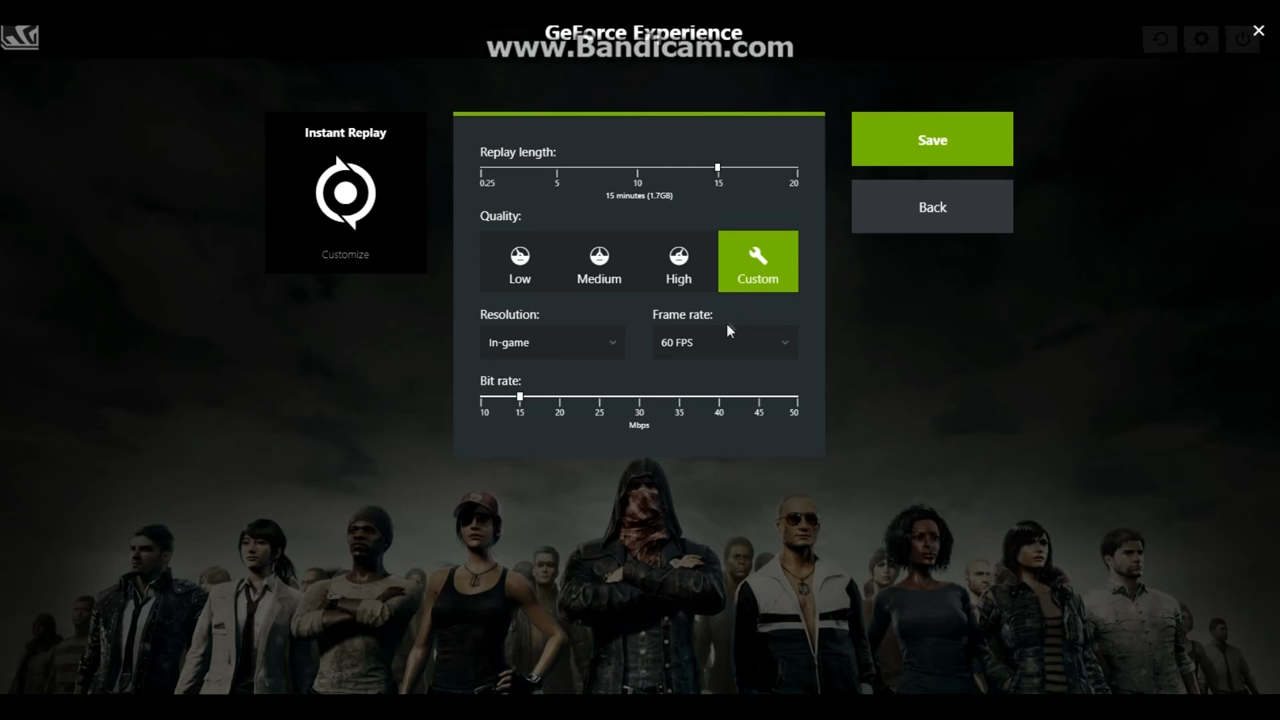 GeForce Experience
www.Bandicam.com
Instant Replay
Customize
Replay length:
0.25 5 10 15 20
15 minutes (1.7GB)
Quality:
Low Medium High Custom
Resolution: Frame rate:
In-game 60 FPS
Bit rate:
10 15 20 25 30 35 40 45 50
Mbps
Save
Back